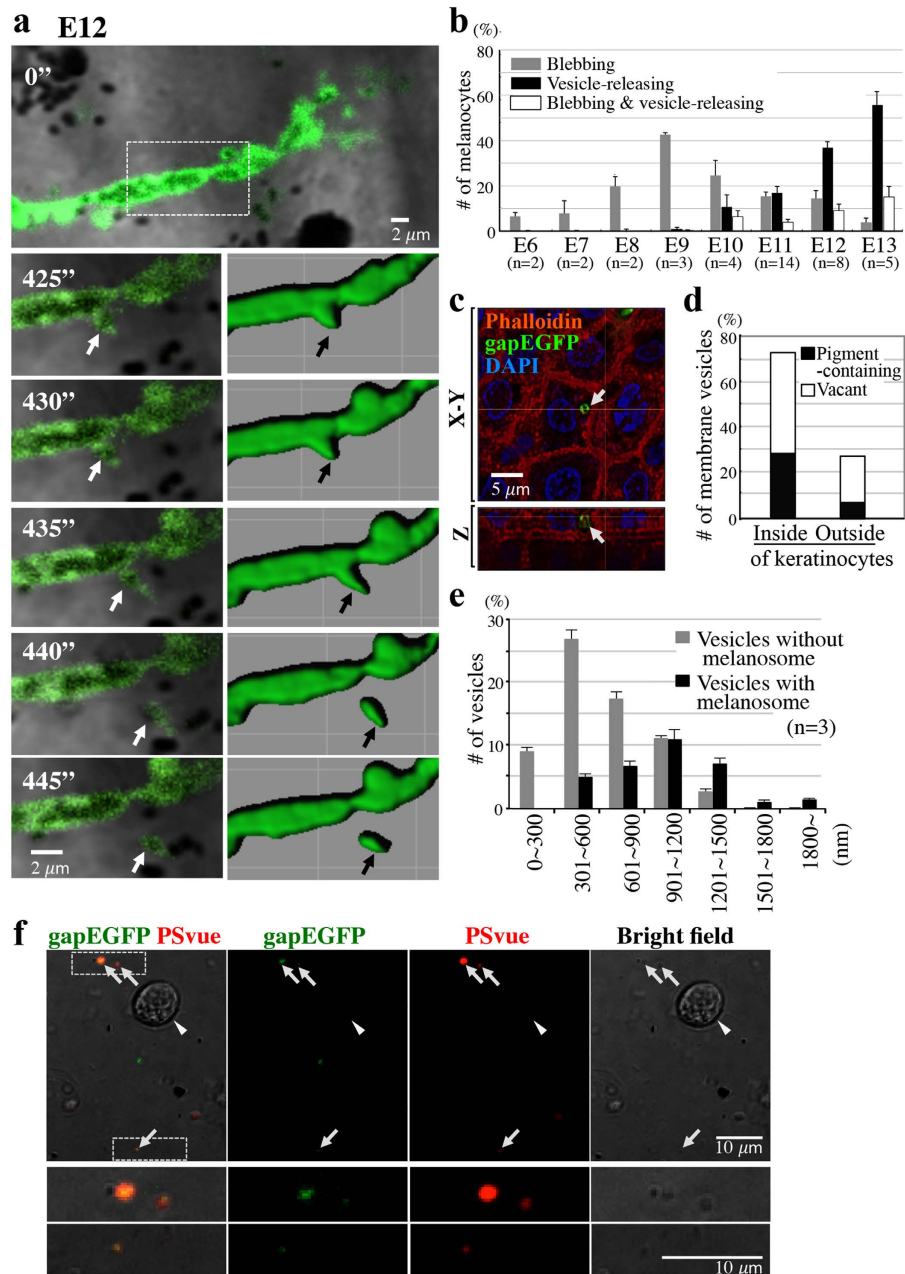 a E12
0”
2 μm
425”
430”
435”
440”
445”
2 μm
b
(%)
# of melanocytes
80
60
40
20
0
Blebbing
Vesicle-releasing
Blebbing & vesicle-releasing
E6 E7 E8 E9 E10 E11 E12 E13
(n=2) (n=2) (n=2) (n=3) (n=4) (n=14) (n=8) (n=5)
c
Phalloidin
gapEGFP
DAPI
X-Y
5 μm
Z
d
(%)
# of membrane vesicles
80
60
40
20
0
Pigment
-containing
Vacant
Inside Outside
of keratinocytes
e
(%)
# of vesicles
30
20
10
0
Vesicles without
melanosome
Vesicles with
melanosome
(n=3)
0~300
301~600
601~900
901~1200
1201~1500
1501~1800
1800~
(nm)
f
gapEGFP PSvue
gapEGFP
PSvue
Bright field
10 μm
10 μm